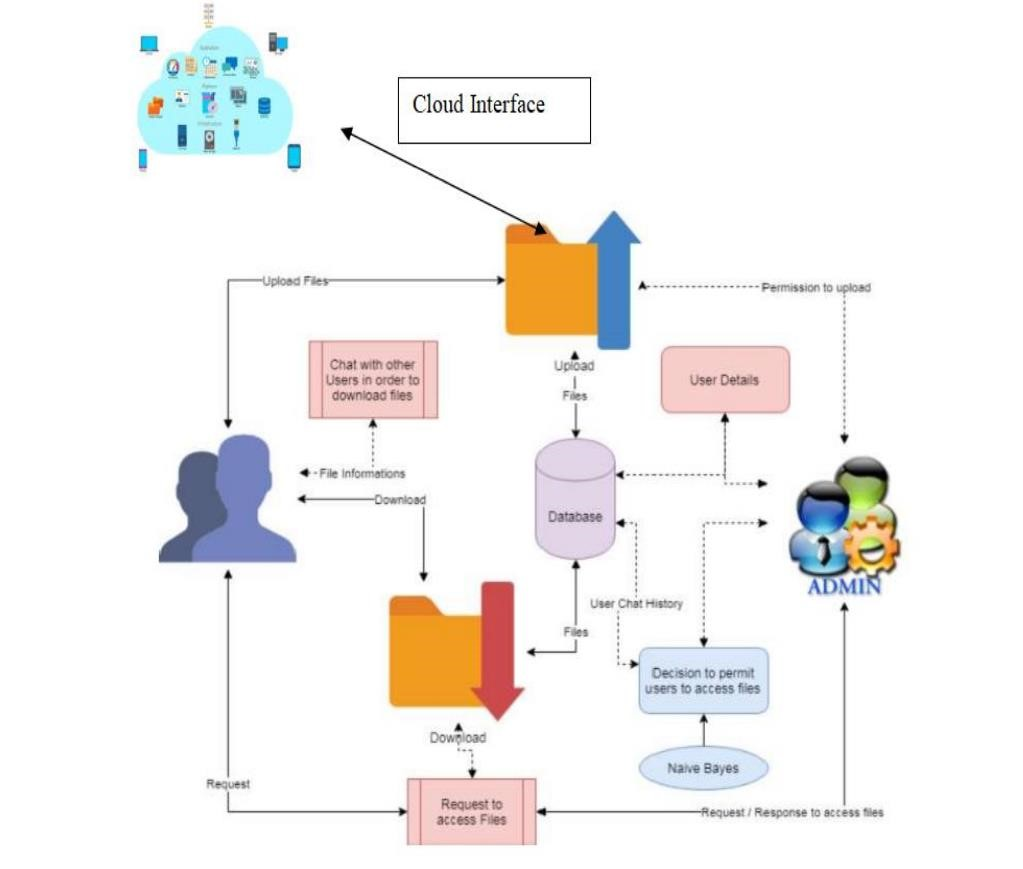 Cloud Interface
Upload Files
Permission to upload
Chat with other
Users in order to
download files
Upload
Files
User Details
File Informations
Download
Database
ADMIN
User Chat History
Files
Decision to permit
users to access files
Download
Naive Bayes
Request
Request to
access Files
Request / Response to access files